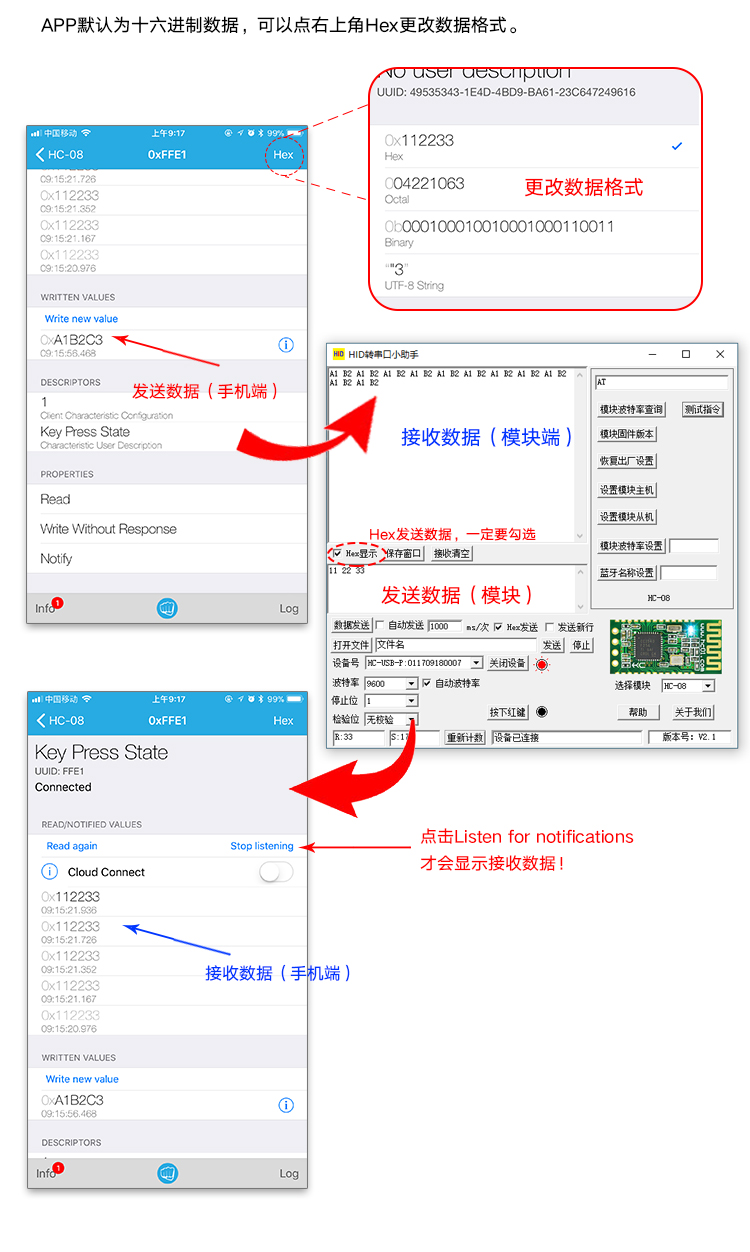 APP默认为十六进制数据，可以点右上角Hex更改数据格式。
No user description
UUID: 49535343-1E4D-4BD9-BA61-23C647249616
0x112233
Hex
004221063
Octal
更改数据格式
0b000100010010001000110011
Binary
"\"3"
UTF-8 String
中国移动
上午9:17
99%
HC-08
0xFFE1
Hex
0x112233
09:15:21.726
0x112233
09:15:21.352
0x112233
09:15:21.167
0x112233
09:15:20.976
WRITTEN VALUES
Write new value
0xA1B2C3
09:15:56.468
发送数据（手机端）
DESCRIPTORS
1
Client Characteristic Configuration
Key Press State
Characteristic User Description
PROPERTIES
Read
Write Without Response
Notify
Info
1
Log
HID
HID转串口小助手
A1 B2 A1 B2 A1 B2 A1 B2 A1 B2 A1 B2 A1 B2 A1 B2 A1 B2
A1 B2 A1 B2
接收数据（模块端）
Hex发送数据，一定要勾选
Hex显示
保存窗口
接收清空
11 22 33
发送数据（模块）
AT
模块波特率查询
测试指令
模块固件版本
恢复出厂设置
设置模块主机
设置模块从机
模块波特率设置
蓝牙名称设置
HC-08
数据发送
自动发送
1000
ms/次
Hex发送
发送新行
打开文件
文件名
发送
停止
设备号
HC-USB-P:011709180007
关闭设备
波特率
9600
自动波特率
选择模块
HC-08
停止位
1
检验位
无校验
按下红键
帮助
关于我们
R:33
重新计数
设备已连接
版本号：V2.1
中国移动
上午9:17
99%
HC-08
0xFFE1
Hex
Key Press State
UUID: FFE1
Connected
READ/NOTIFIED VALUES
Read again
Stop listening
点击Listen for notifications
才会显示接收数据！
Cloud Connect
0x112233
09:15:21.936
0x112233
09:15:21.726
0x112233
09:15:21.352
接收数据（手机端）
0x112233
09:15:21.167
0x112233
09:15:20.976
WRITTEN VALUES
Write new value
0xA1B2C3
09:15:56.468
DESCRIPTORS
Info
1
Log